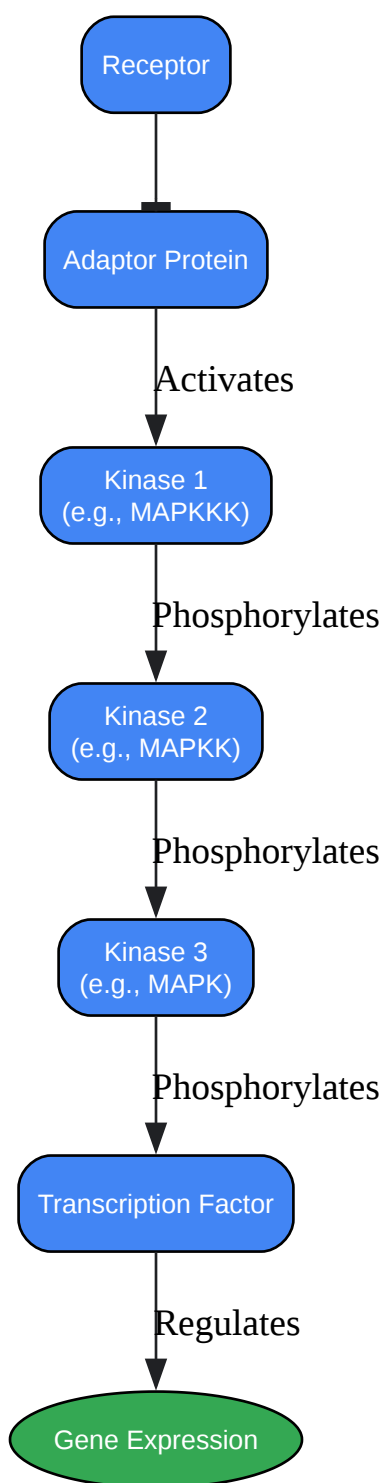 Receptor
Adaptor Protein
Activates
Kinase 1
(e.g., MAPKKK)
Phosphorylates
Kinase 2
(e.g., MAPKK)
Phosphorylates
Kinase 3
(e.g., MAPK)
Phosphorylates
Transcription Factor
Regulates
Gene Expression